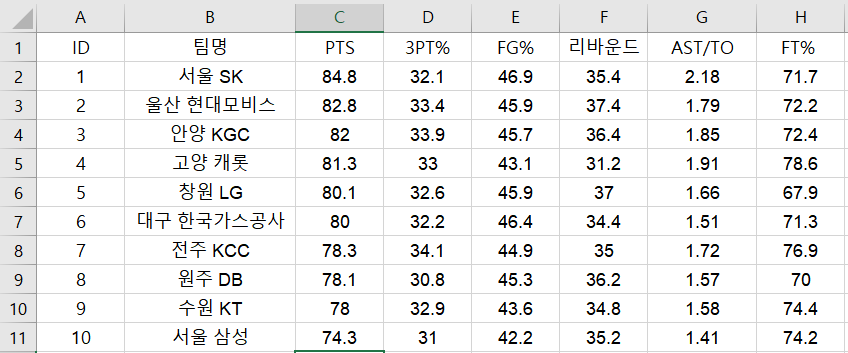 A B C D E F G H
1 ID 팀명 PTS 3PT% FG% 리바운드 AST/TO FT%
2 1 서울 SK 84.8 32.1 46.9 35.4 2.18 71.7
3 2 울산 현대모비스 82.8 33.4 45.9 37.4 1.79 72.2
4 3 안양 KGC 82 33.9 45.7 36.4 1.85 72.4
5 4 고양 캐롯 81.3 33 43.1 31.2 1.91 78.6
6 5 창원 LG 80.1 32.6 45.9 37 1.66 67.9
7 6 대구 한국가스공사 80 32.2 46.4 34.4 1.51 71.3
8 7 전주 KCC 78.3 34.1 44.9 35 1.72 76.9
9 8 원주 DB 78.1 30.8 45.3 36.2 1.57 70
10 9 수원 KT 78 32.9 43.6 34.8 1.58 74.4
11 10 서울 삼성 74.3 31 42.2 35.2 1.41 74.2